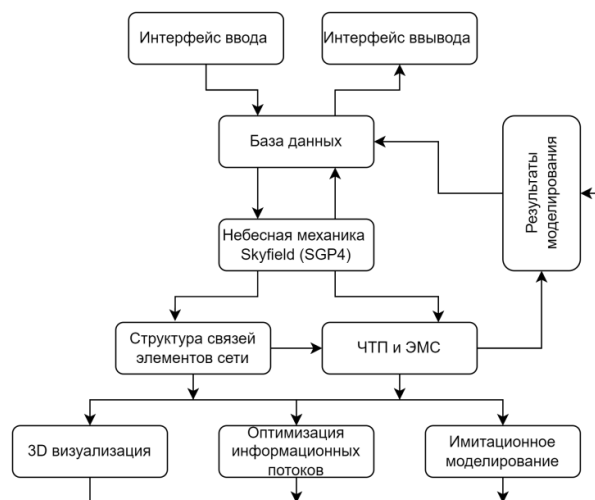 Интерфейс ввода
Интерфейс ввывода
База данных
Результаты
моделирования
Небесная механика
Skyfield (SGP4)
Структура связей
элементов сети
ЧТП и ЭМС
3D визуализация
Оптимизация
информационных
потоков
Имитационное
моделирование